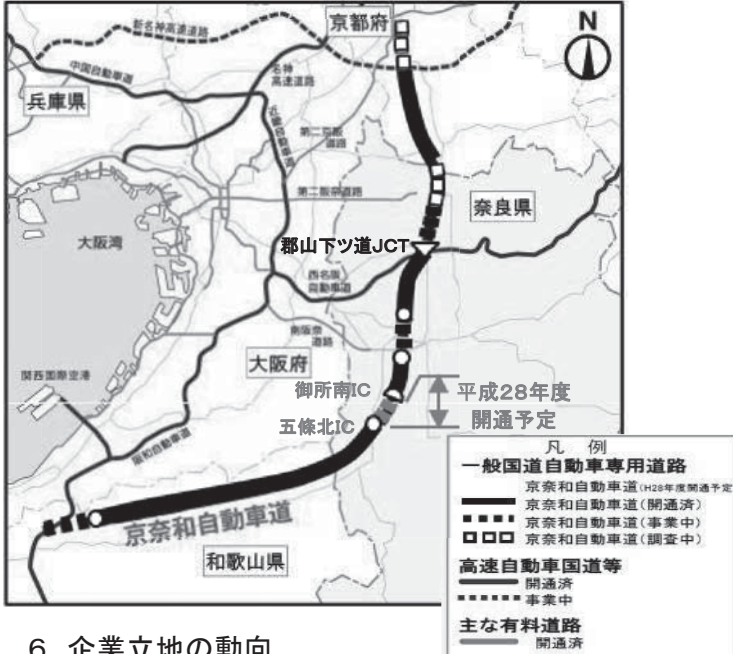 京都府
N
新名神高速道路
中国自動車道
名神
高速道路
兵庫県
近畿自動車道
第二京阪
道路
第二阪奈道路
奈良県
大阪湾
郡山下ツ道JCT
西名阪
自動車道
南阪奈
道路
大阪府
関西国際空港
御所南IC
平成28年度
開通予定
五條北IC
阪和自動車道
京奈和自動車道
和歌山県
凡 例
一般国道自動車専用道路
京奈和自動車道(H28年度開通予定
京奈和自動車道(開通済)
京奈和自動車道(事業中)
京奈和自動車道(調査中)
高速自動車国道等
開通済
事業中
主な有料道路
開通済
6 企業立地の動向